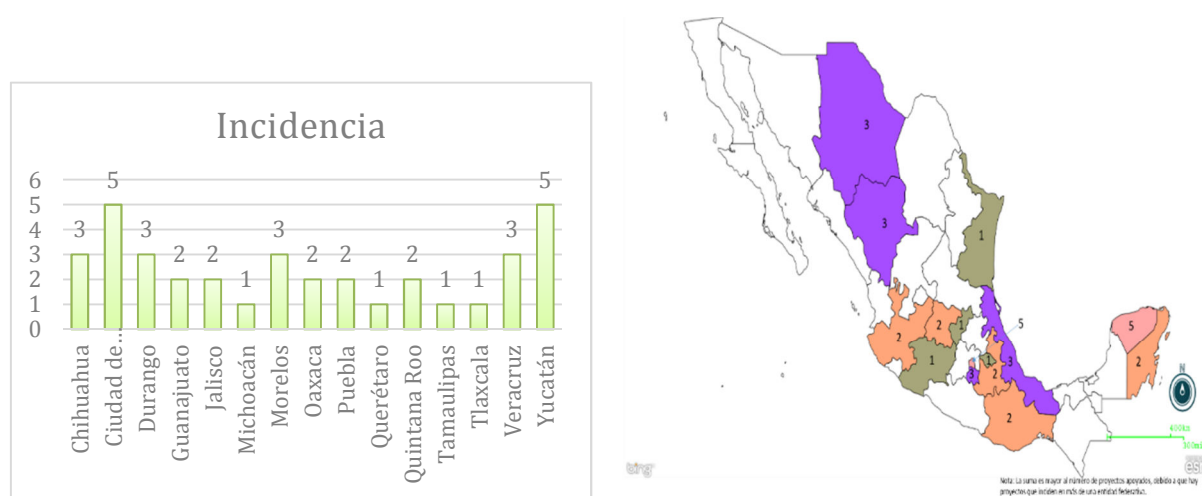 Incidencia
6
5
4
3
2
1
0
3
5
3
2
2
1
3
2
2
1
2
1
1
3
5
Chihuahua
Ciudad de...
Durango
Guanajuato
Jalisco
Michoacán
Morelos
Oaxaca
Puebla
Querétaro
Quintana Roo
Tamaulipas
Tlaxcala
Veracruz
Yucatán
3
3
1
2
2
1
5
5
1
3
1
2
3
2
2
N
bing
esri
Nota: La suma es mayor al número de proyectos apoyados, debido a que hay
proyectos que inciden en más de una entidad federativa.